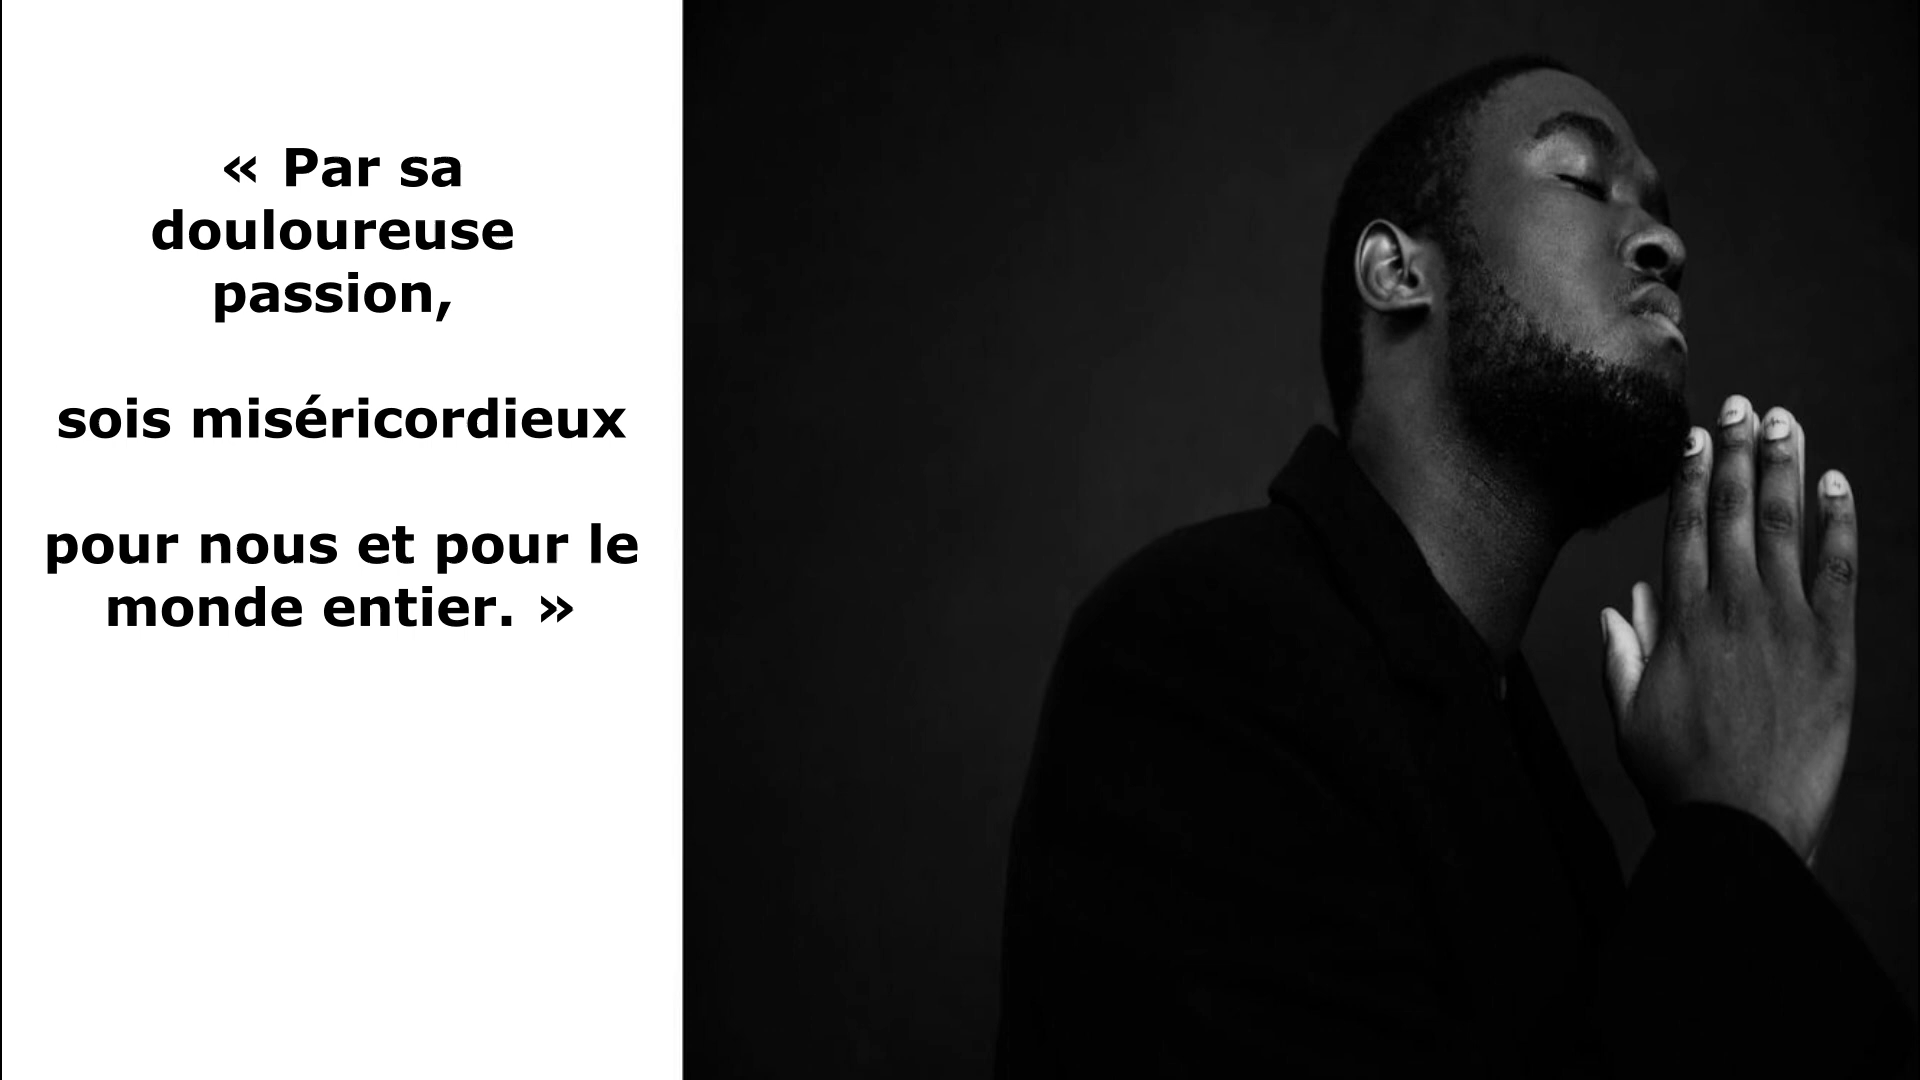 « Par sa
douloureuse
passion,
sois miséricordieux
pour nous et pour le
monde entier. »